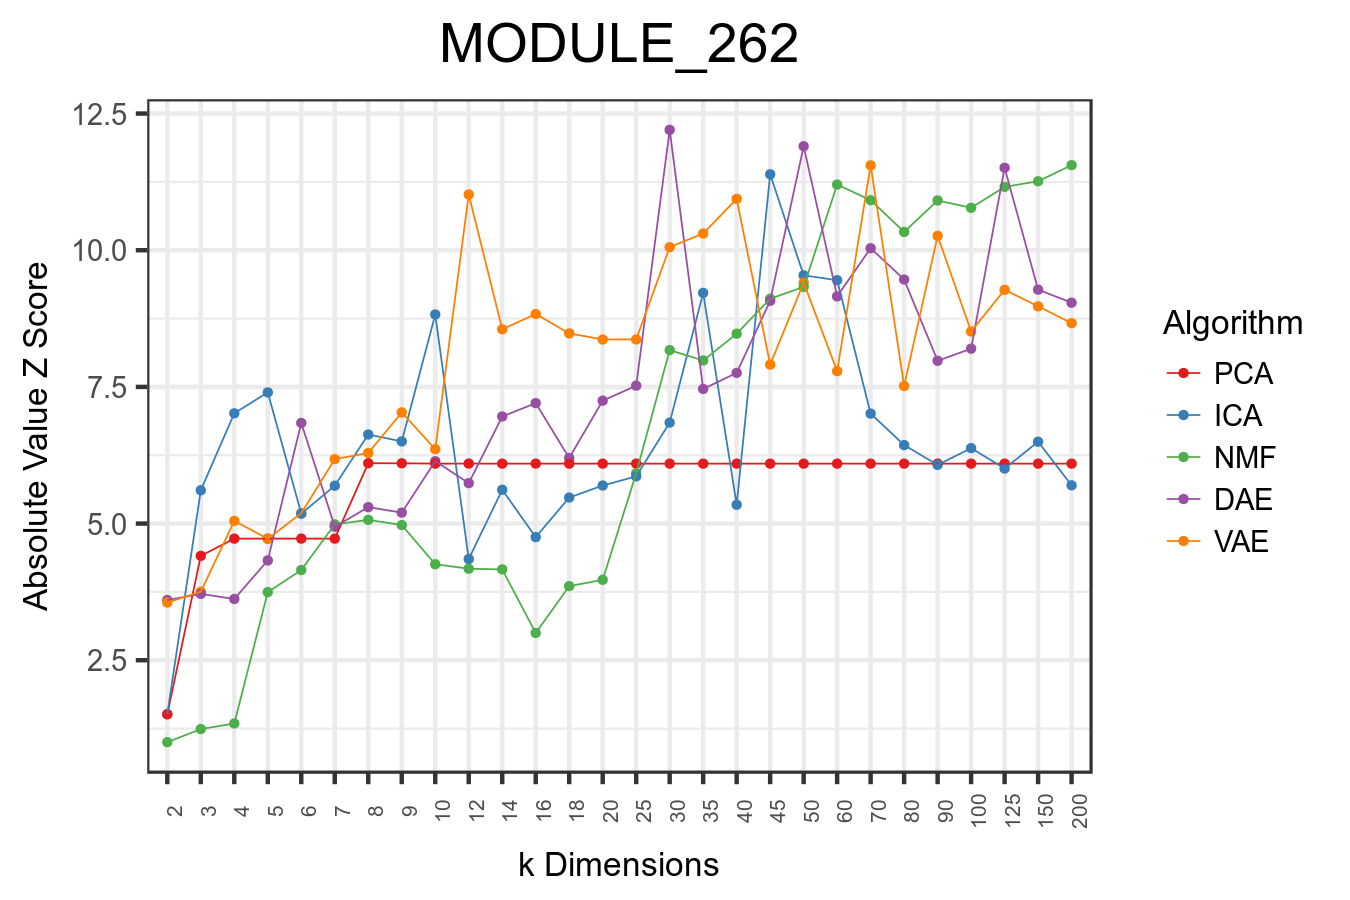 MODULE_262
Absolute Value Z Score
12.5
10.0
7.5
5.0
2.5
2 3 4 5 6 7 8 9 10 12 14 16 18 20 25 30 35 40 45 50 60 70 80 90 100 125 150 200
k Dimensions
Algorithm
PCA
ICA
NMF
DAE
VAE